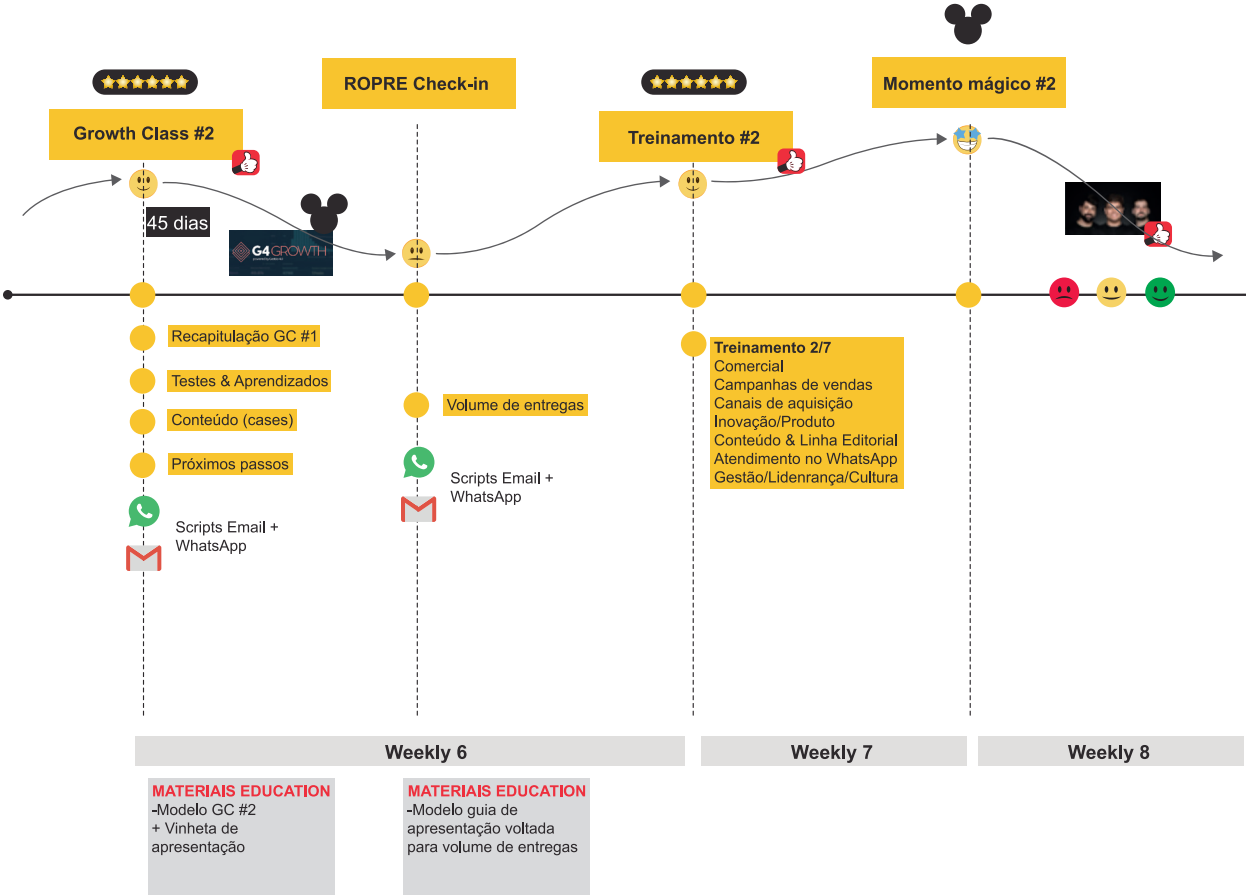 Momento mágico #2
ROPRE Check-in
Growth Class #2
Treinamento #2
45 dias
G4 GROWTH
Recapitulação GC #1
Testes & Aprendizados
Conteúdo (cases)
Próximos passos
Scripts Email +
WhatsApp
Volume de entregas
Scripts Email +
WhatsApp
Treinamento 2/7
Comercial
Campanhas de vendas
Canais de aquisição
Inovação/Produto
Conteúdo & Linha Editorial
Atendimento no WhatsApp
Gestão/Lidenrança/Cultura
Weekly 6
Weekly 7
Weekly 8
MATERIAIS EDUCATION
-Modelo GC #2
+ Vinheta de
apresentação
MATERIAIS EDUCATION
-Modelo guia de
apresentação voltada
para volume de entregas